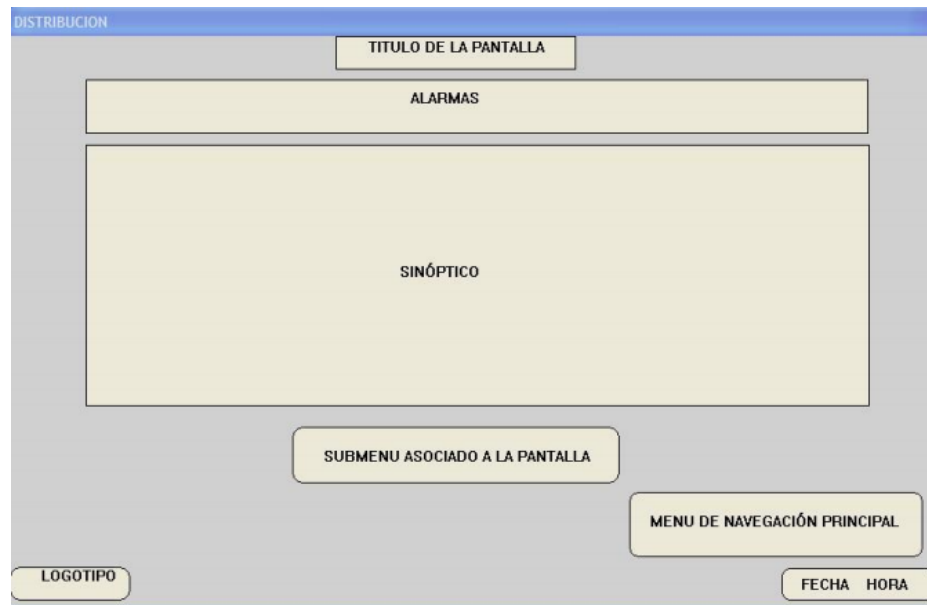 DISTRIBUCION
TITULO DE LA PANTALLA
ALARMAS
SINÓPTICO
SUBMENU ASOCIADO A LA PANTALLA
MENU DE NAVEGACIÓN PRINCIPAL
LOGOTIPO
FECHA HORA